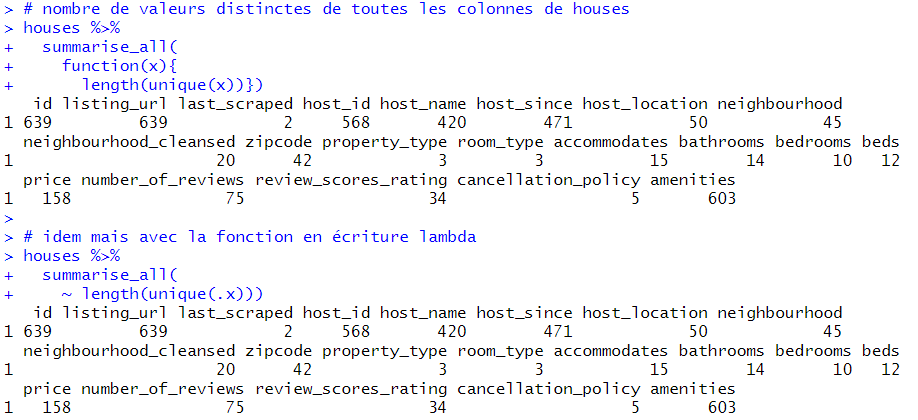 > # nombre de valeurs distinctes de toutes les colonnes de houses
> houses %>%
+   summarise_all(
+     function(x){
+       length(unique(x))})
   id listing_url last_scraped host_id host_name host_since host_location neighbourhood
1 639         639            2     568       420        471            50            45
  neighbourhood_cleansed zipcode property_type room_type accommodates bathrooms bedrooms beds
1                     20      42             3         3           15        14       10   12
  price number_of_reviews review_scores_rating cancellation_policy amenities
1   158                75                   34                   5       603
>
> # idem mais avec la fonction en écriture lambda
> houses %>%
+   summarise_all(
+     ~ length(unique(.x)))
   id listing_url last_scraped host_id host_name host_since host_location neighbourhood
1 639         639            2     568       420        471            50            45
  neighbourhood_cleansed zipcode property_type room_type accommodates bathrooms bedrooms beds
1                     20      42             3         3           15        14       10   12
  price number_of_reviews review_scores_rating cancellation_policy amenities
1   158                75                   34                   5       603